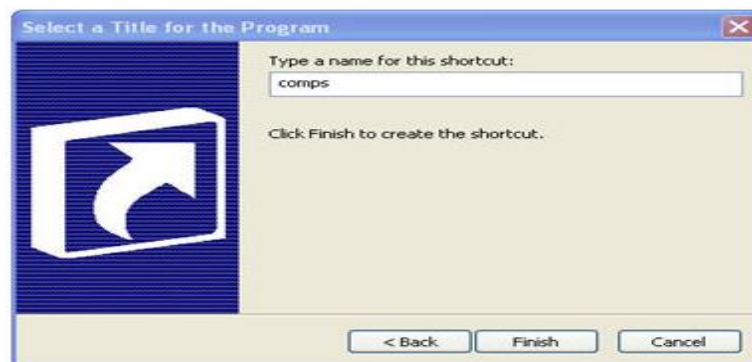 Select a Title for the Program
Type a name for this shortcut:
comps
Click Finish to create the shortcut.
< Back
Finish
Cancel